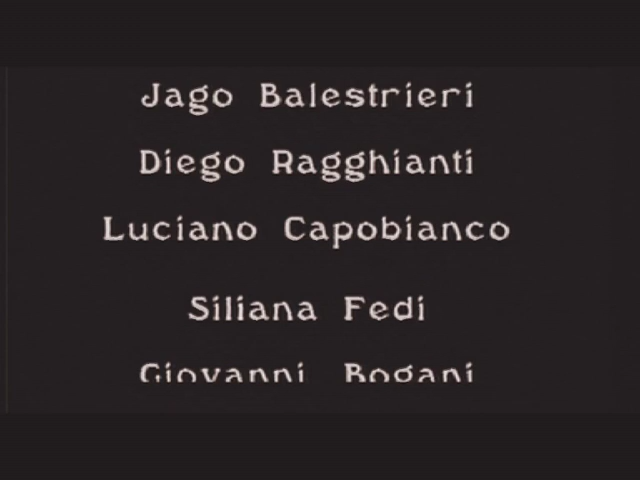 Jago Balestrieri
Diego Ragghianti
Luciano Capobianco
Siliana Fedi
Giovanni Bogani